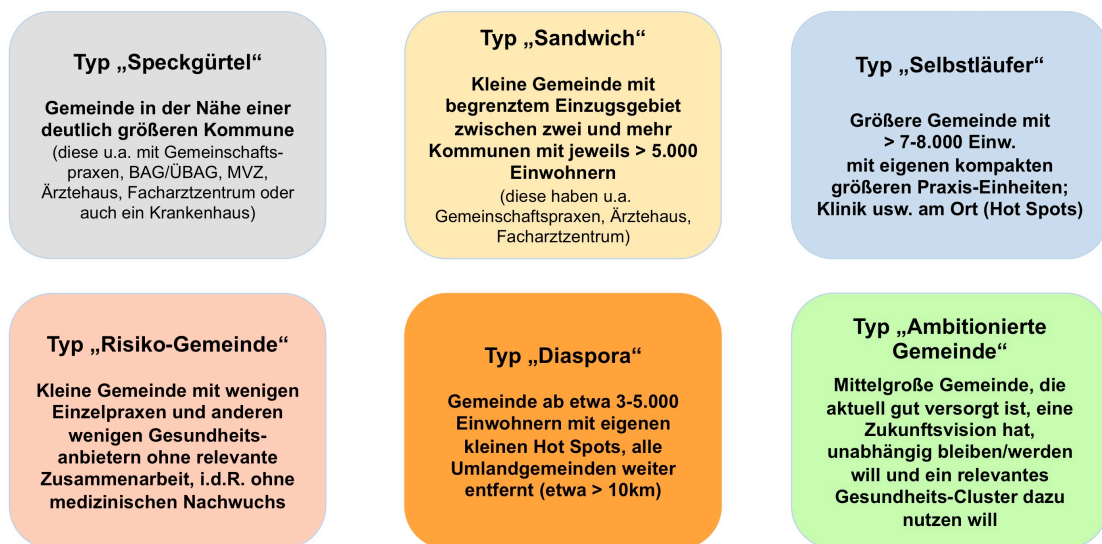 Typ „Speckgürtel“
Gemeinde in der Nähe einer
deutlich größeren Kommune
(diese u.a. mit Gemeinschafts-
praxen, BAG/ÜBAG, MVZ,
Ärztehaus, Facharztzentrum oder
auch ein Krankenhaus)
Typ „Sandwich“
Kleine Gemeinde mit
begrenztem Einzugsgebiet
zwischen zwei und mehr
Kommunen mit jeweils > 5.000
Einwohnern
(diese haben u.a.
Gemeinschaftspraxen, Ärztehaus,
Facharztzentrum)
Typ „Selbstläufer“
Größere Gemeinde mit
> 7-8.000 Einw.
mit eigenen kompakten
größeren Praxis-Einheiten;
Klinik usw. am Ort (Hot Spots)
Typ „Risiko-Gemeinde“
Kleine Gemeinde mit wenigen
Einzelpraxen und anderen
wenigen Gesundheits-
anbietern ohne relevante
Zusammenarbeit, i.d.R. ohne
medizinischen Nachwuchs
Typ „Diaspora“
Gemeinde ab etwa 3-5.000
Einwohnern mit eigenen
kleinen Hot Spots, alle
Umlandgemeinden weiter
entfernt (etwa > 10km)
Typ „Ambitionierte
Gemeinde“
Mittelgroße Gemeinde, die
aktuell gut versorgt ist, eine
Zukunftsvision hat,
unabhängig bleiben/werden
will und ein relevantes
Gesundheits-Cluster dazu
nutzen will